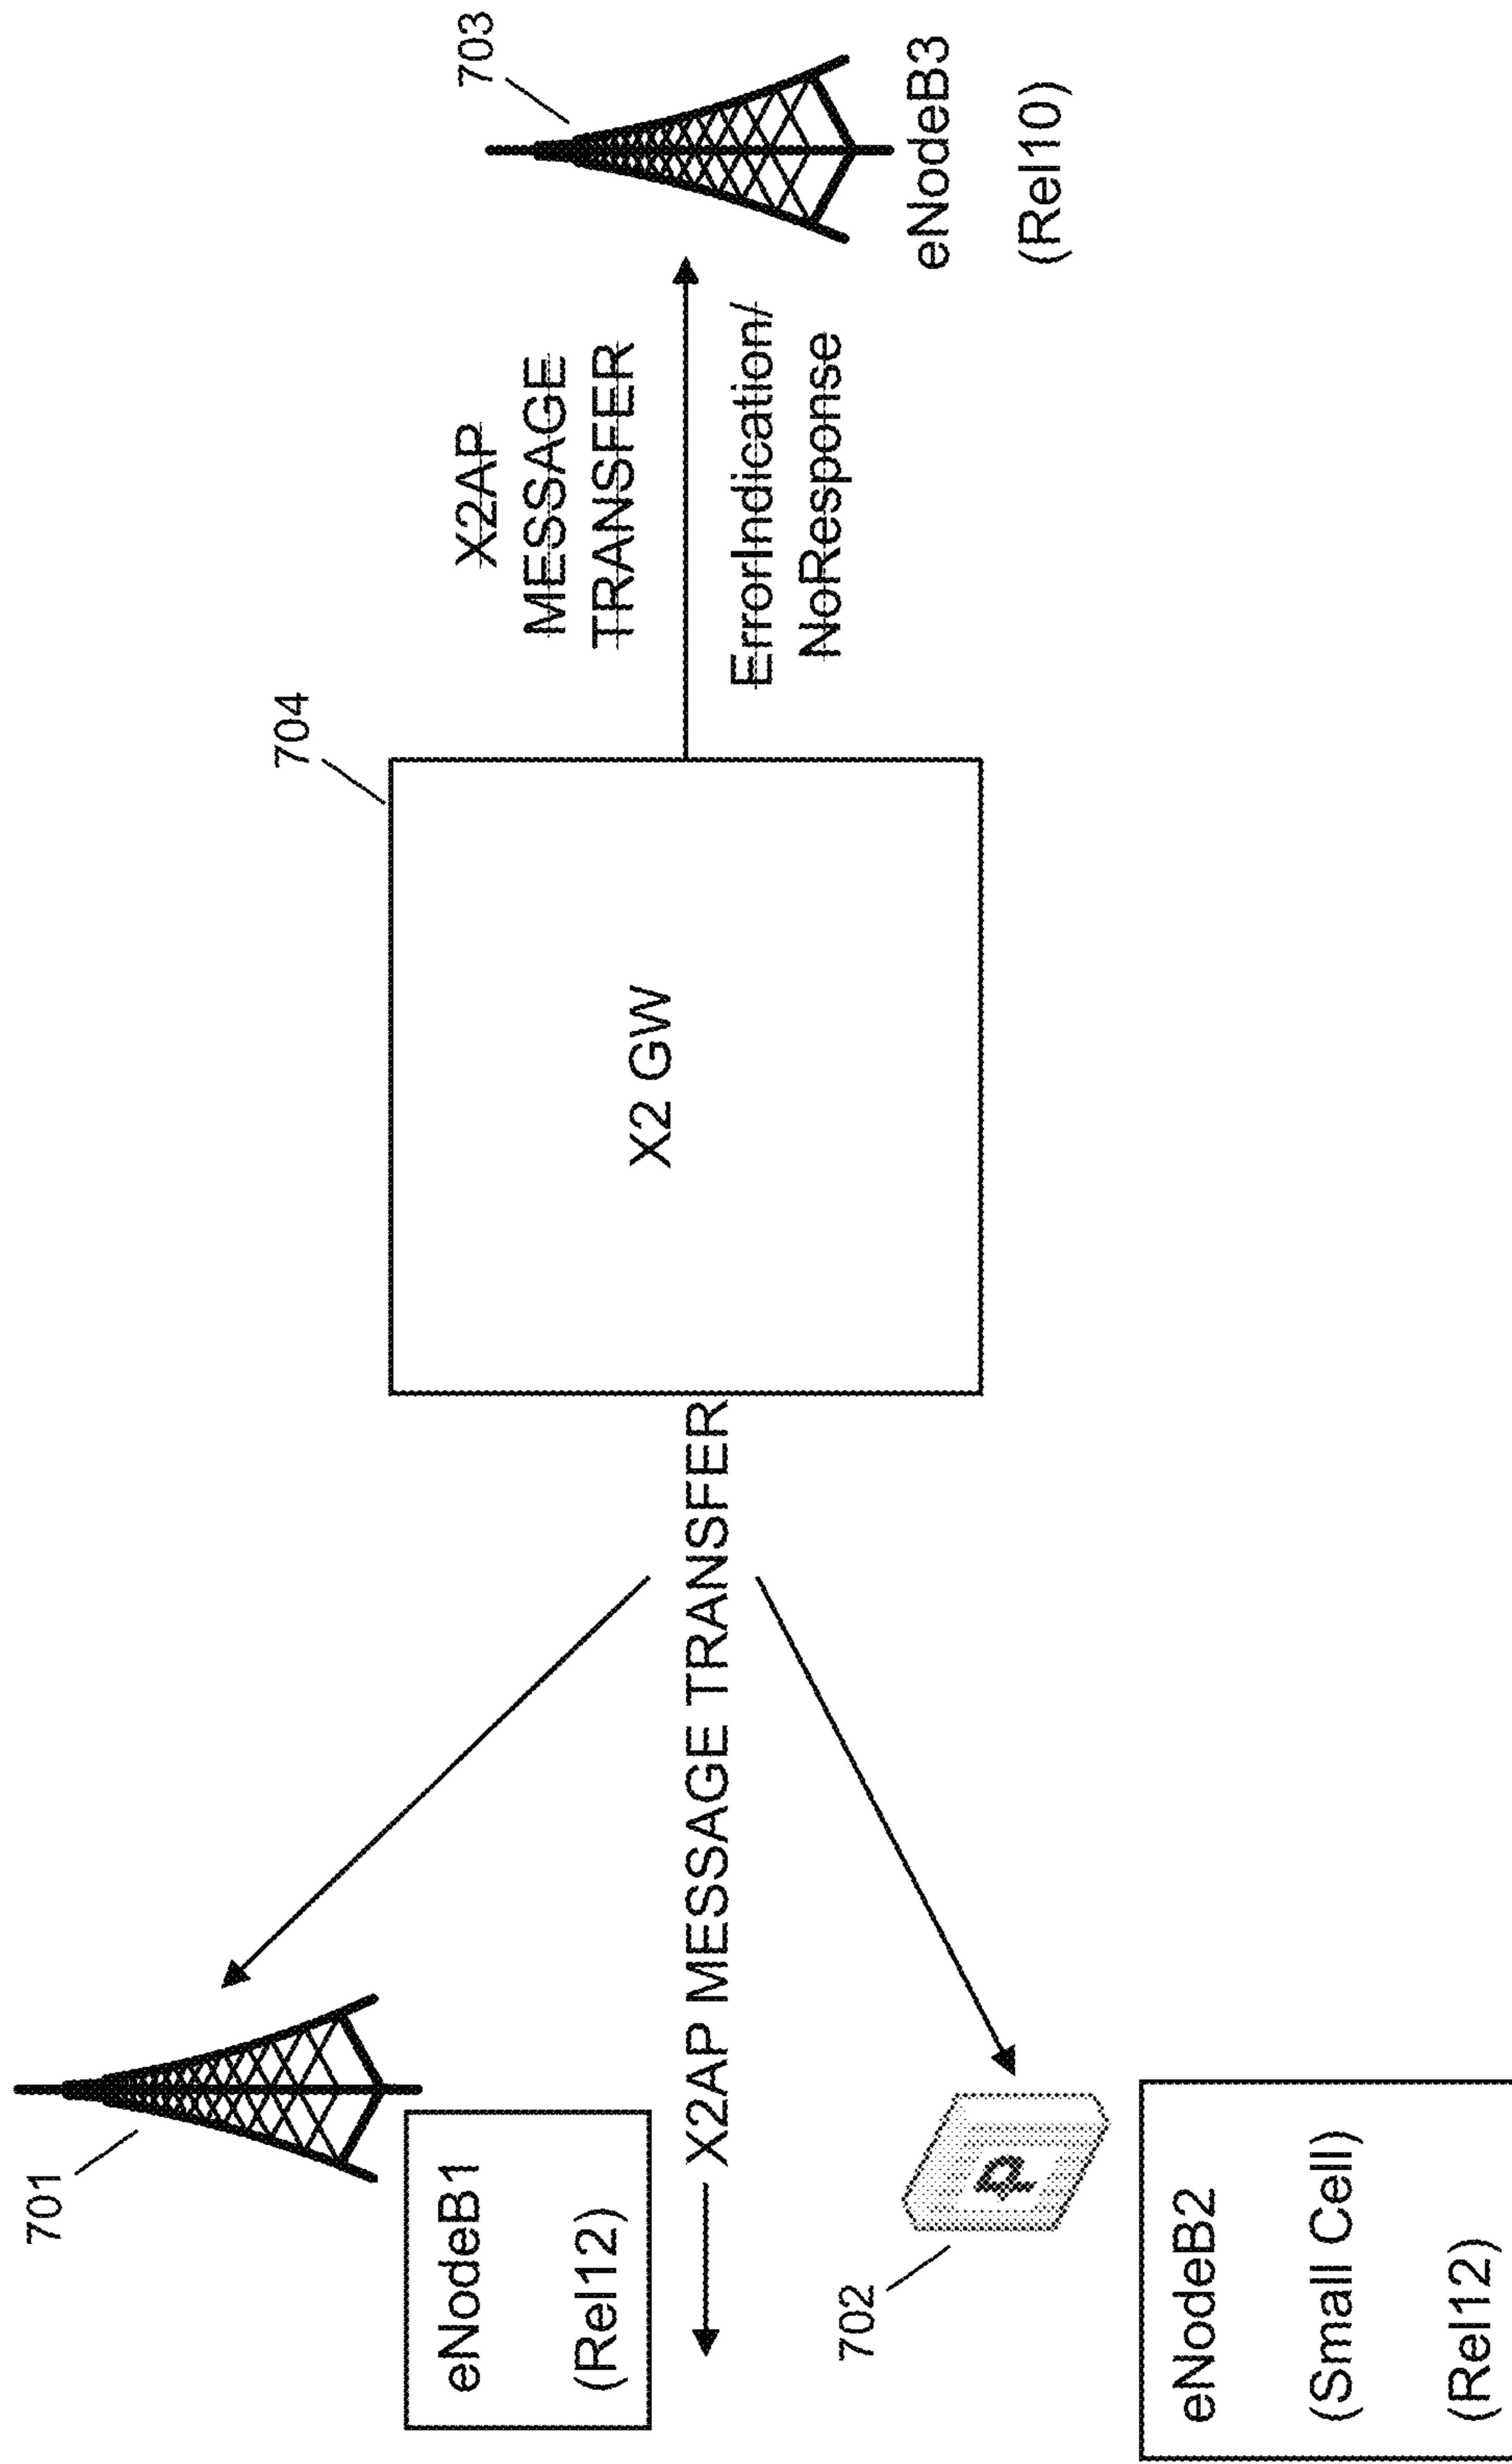 701
eNodeB1
(Rel12)
X2AP MESSAGE TRANSFER
702
eNodeB2
(Small Cell)
(Rel12)
704
X2 GW
X2AP
MESSAGE
TRANSFER
ErrorIndication/
NoResponse
703
eNodeB3
(Rel10)